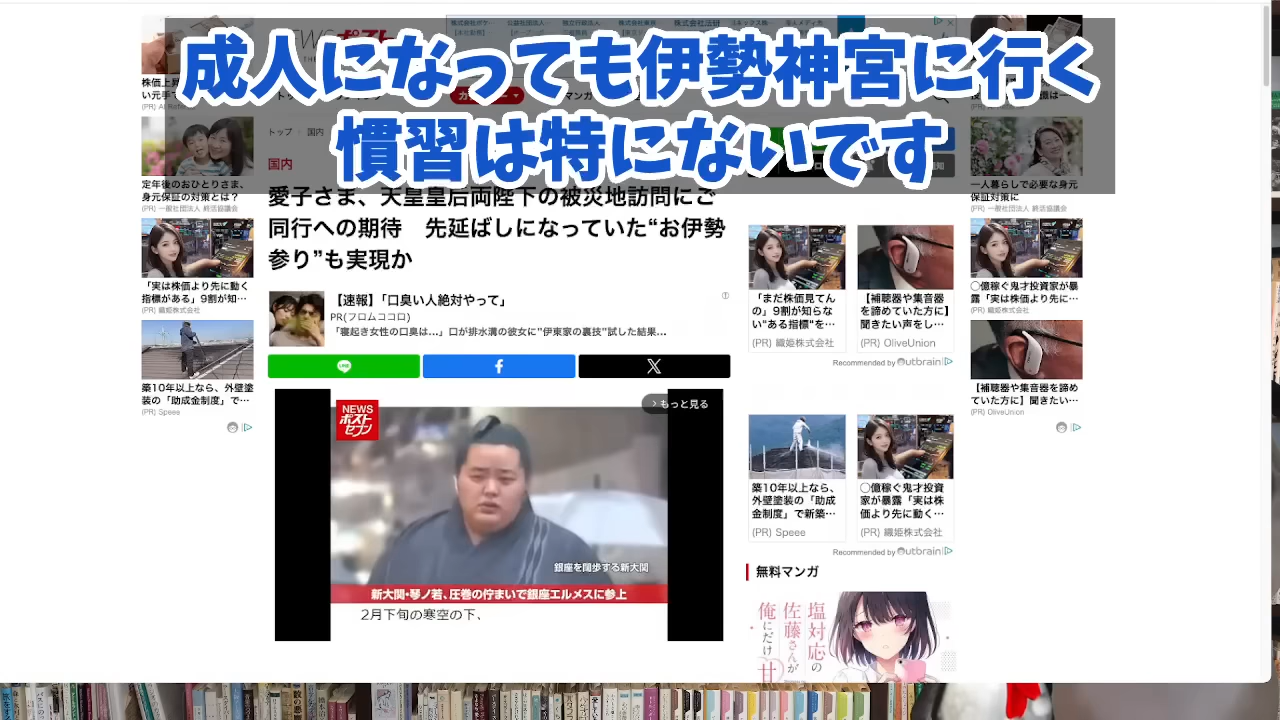 成人になっても伊勢神宮に行く
慣習は特にないです
トップ
国内
国内
愛子さま、天皇皇后両陛下の被災地訪問にご
同行への期待　先延ばしになっていた“お伊勢
参り”も実現か
【速報】「口臭い人絶対やって」
PR(フロムココロ)
「寝起き女性の口臭は…」口が排水溝の彼女に"伊東家の裏技"試した結果…
もっと見る
NEWS
ポスト
セブン
銀座を闊歩する新大関
新大関・琴ノ若、圧巻の佇まいで銀座エルメスに参上
2月下旬の寒空の下、
定年後のおひとりさま、
身元保証の対策とは？
(PR) 一般社団法人 終活協議会
「実は株価より先に動く
指標がある」9割が知…
(PR) 織姫株式会社
築10年以上なら、外壁塗
装の「助成金制度」で…
(PR) Speee
「まだ株価見てん
の」9割が知らな
い"ある指標"を…
(PR) 織姫株式会社
【補聴器や集音器
を諦めていた方に】
聞きたい声をし…
(PR) OliveUnion
Recommended by Outbrain
築10年以上なら、
外壁塗装の「助成
金制度」で新築…
(PR) Speee
〇億稼ぐ鬼才投資
家が暴露「実は株
価より先に動く…
(PR) 織姫株式会社
Recommended by Outbrain
無料マンガ
塩対応の
佐藤さんが
俺にだけ
甘
一人暮らしで必要な身元
保証対策に
(PR) 一般社団法人 終活協議会
〇億稼ぐ鬼才投資家が暴
露「実は株価より先に…
(PR) 織姫株式会社
【補聴器や集音器を諦め
ていた方に】聞きたい…
(PR) OliveUnion